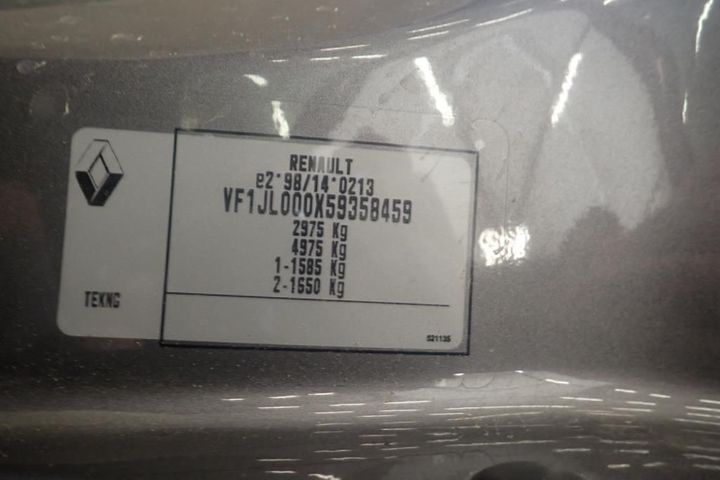 RENAULT
e2*98/14*0213
VF1JL000X59358459
2975 Kg
4975 Kg
1-1585 Kg
2-1650 Kg
TEKNG
521135